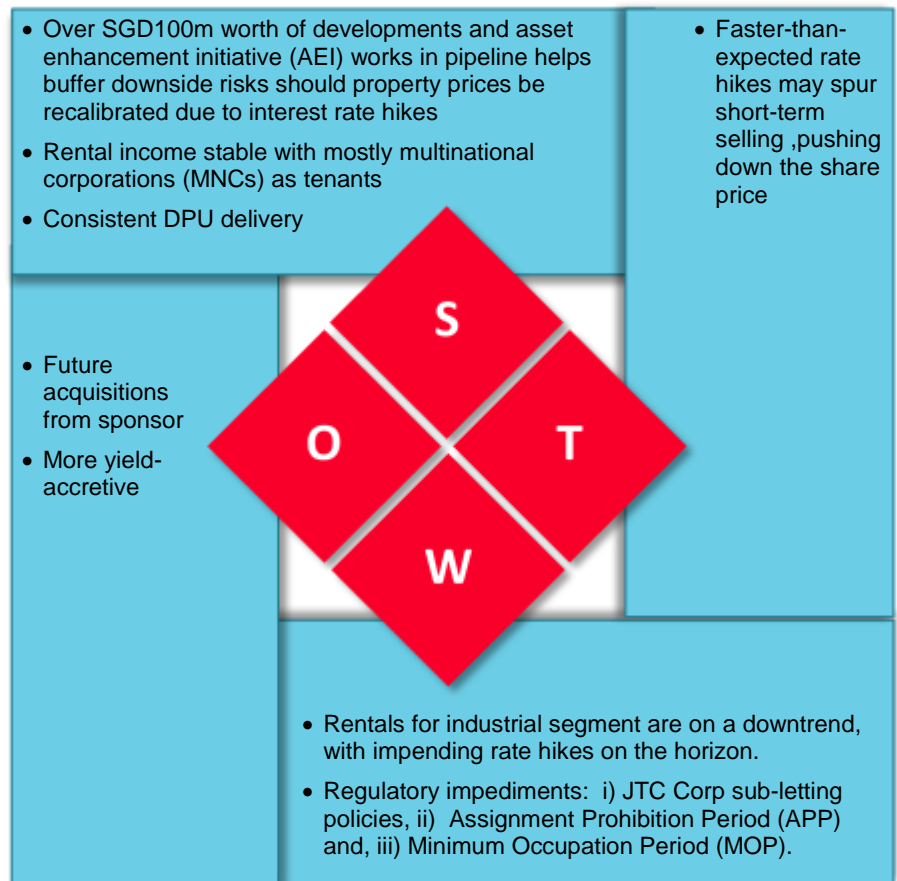 • Over SGD100m worth of developments and asset
enhancement initiative (AEI) works in pipeline helps
buffer downside risks should property prices be
recalibrated due to interest rate hikes
• Rental income stable with mostly multinational
corporations (MNCs) as tenants
• Consistent DPU delivery
• Faster-than-
expected rate
hikes may spur
short-term
selling ,pushing
down the share
price
S
• Future
acquisitions
from sponsor
• More yield-
accretive
O
T
W
• Rentals for industrial segment are on a downtrend,
with impending rate hikes on the horizon.
• Regulatory impediments: i) JTC Corp sub-letting
policies, ii) Assignment Prohibition Period (APP)
and, iii) Minimum Occupation Period (MOP).